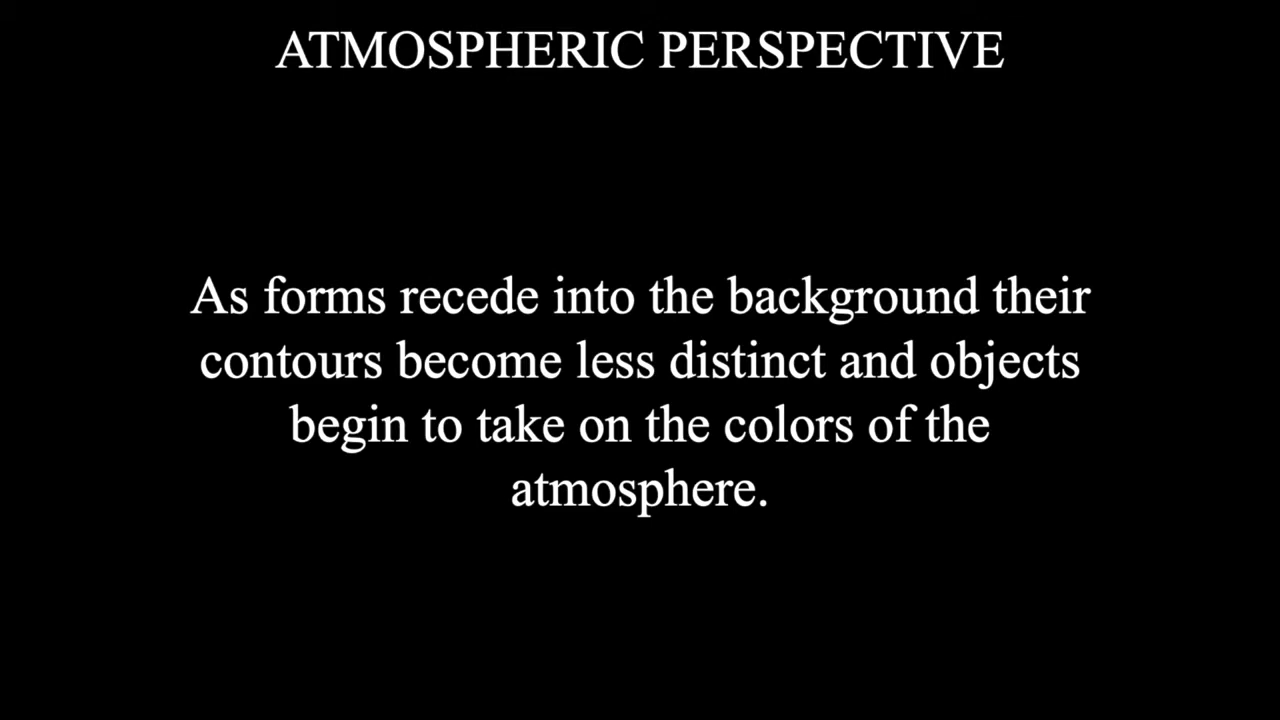 ATMOSPHERIC PERSPECTIVE
As forms recede into the background their
contours become less distinct and objects
begin to take on the colors of the
atmosphere.